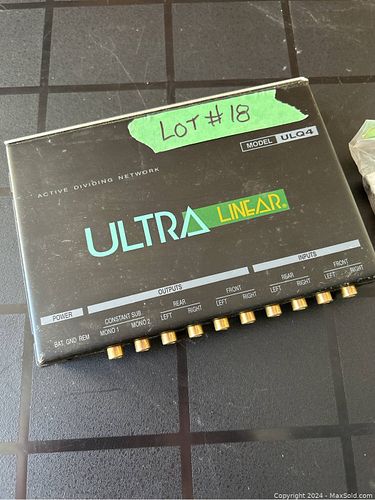 LOT # 18
MODEL ULQ4
ACTIVE DIVIDING NETWORK
ULTRA LINEAR®
OUTPUTS INPUTS
POWER CONSTANT SUB REAR FRONT REAR FRONT
BAT. GND REM MONO 1 MONO 2 LEFT RIGHT LEFT RIGHT LEFT RIGHT LEFT RIGHT
Copyright © 2024 - MaxSold.com